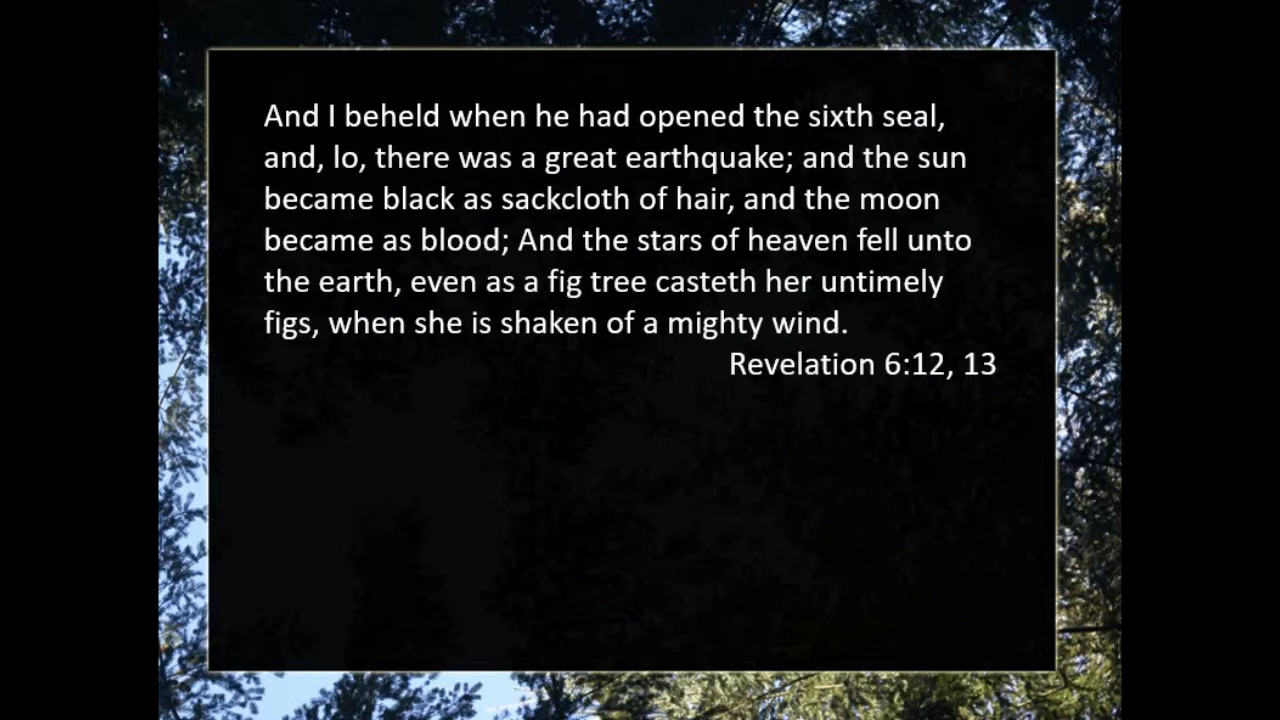 And I beheld when he had opened the sixth seal,
and, lo, there was a great earthquake; and the sun
became black as sackcloth of hair, and the moon
became as blood; And the stars of heaven fell unto
the earth, even as a fig tree casteth her untimely
figs, when she is shaken of a mighty wind.
Revelation 6:12, 13